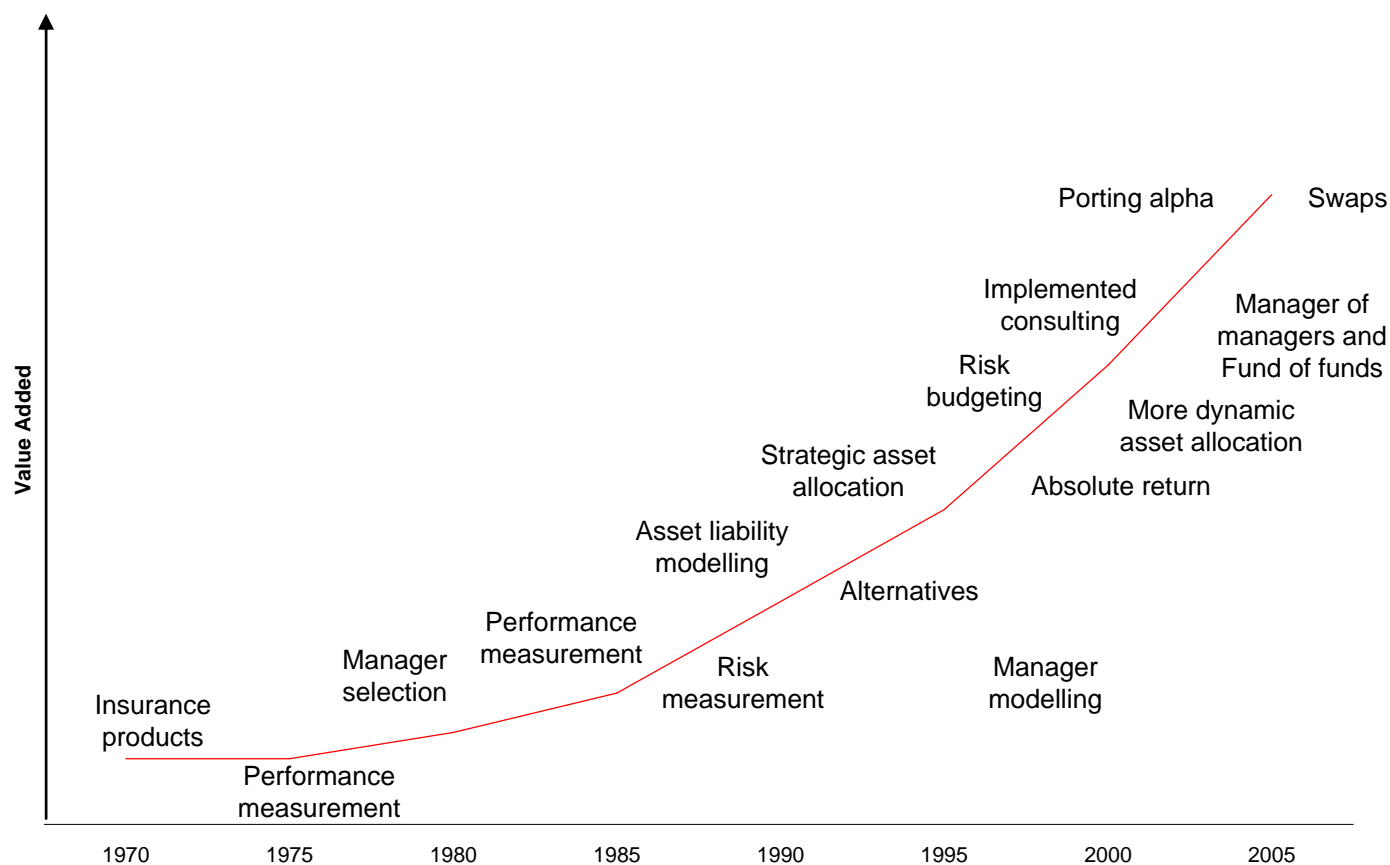 Porting alpha
Swaps
Implemented
consulting
Manager of
managers and
Fund of funds
Risk
budgeting
More dynamic
asset allocation
Strategic asset
allocation
Absolute return
Asset liability
modelling
Alternatives
Performance
measurement
Manager
selection
Risk
measurement
Manager
modelling
Insurance
products
Performance
measurement
Value Added
1970 1975 1980 1985 1990 1995 2000 2005